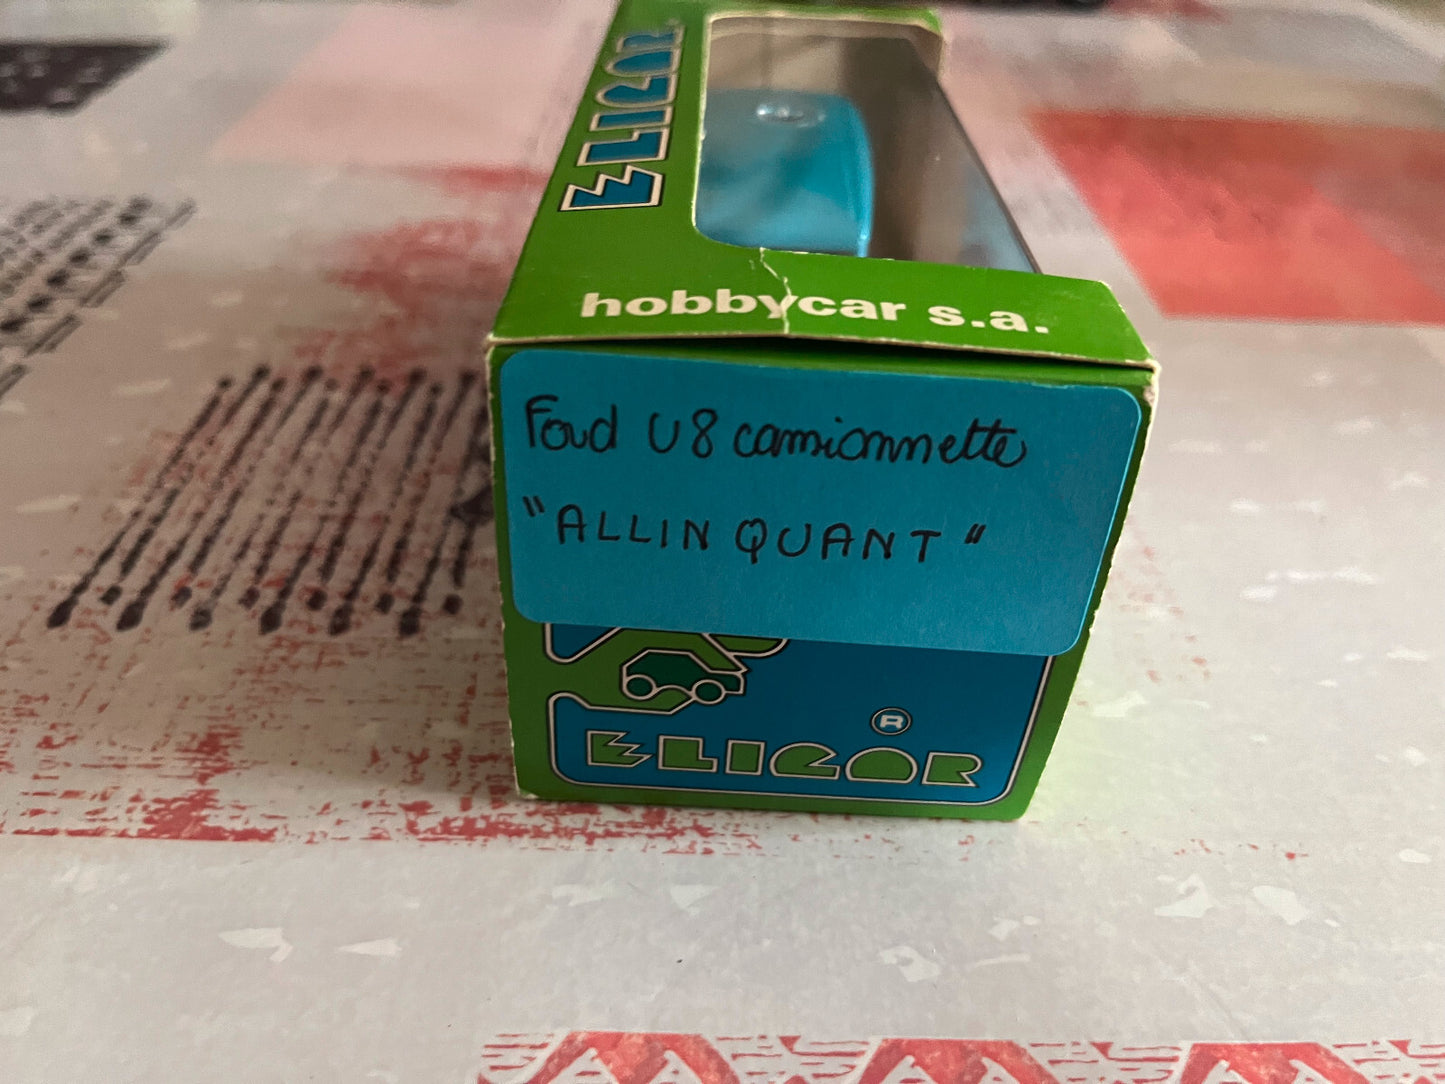 ELIGOR
hobbycar s.a.
Ford V8 camionnette
"ALLIN QUANT"
®
ELIGOR